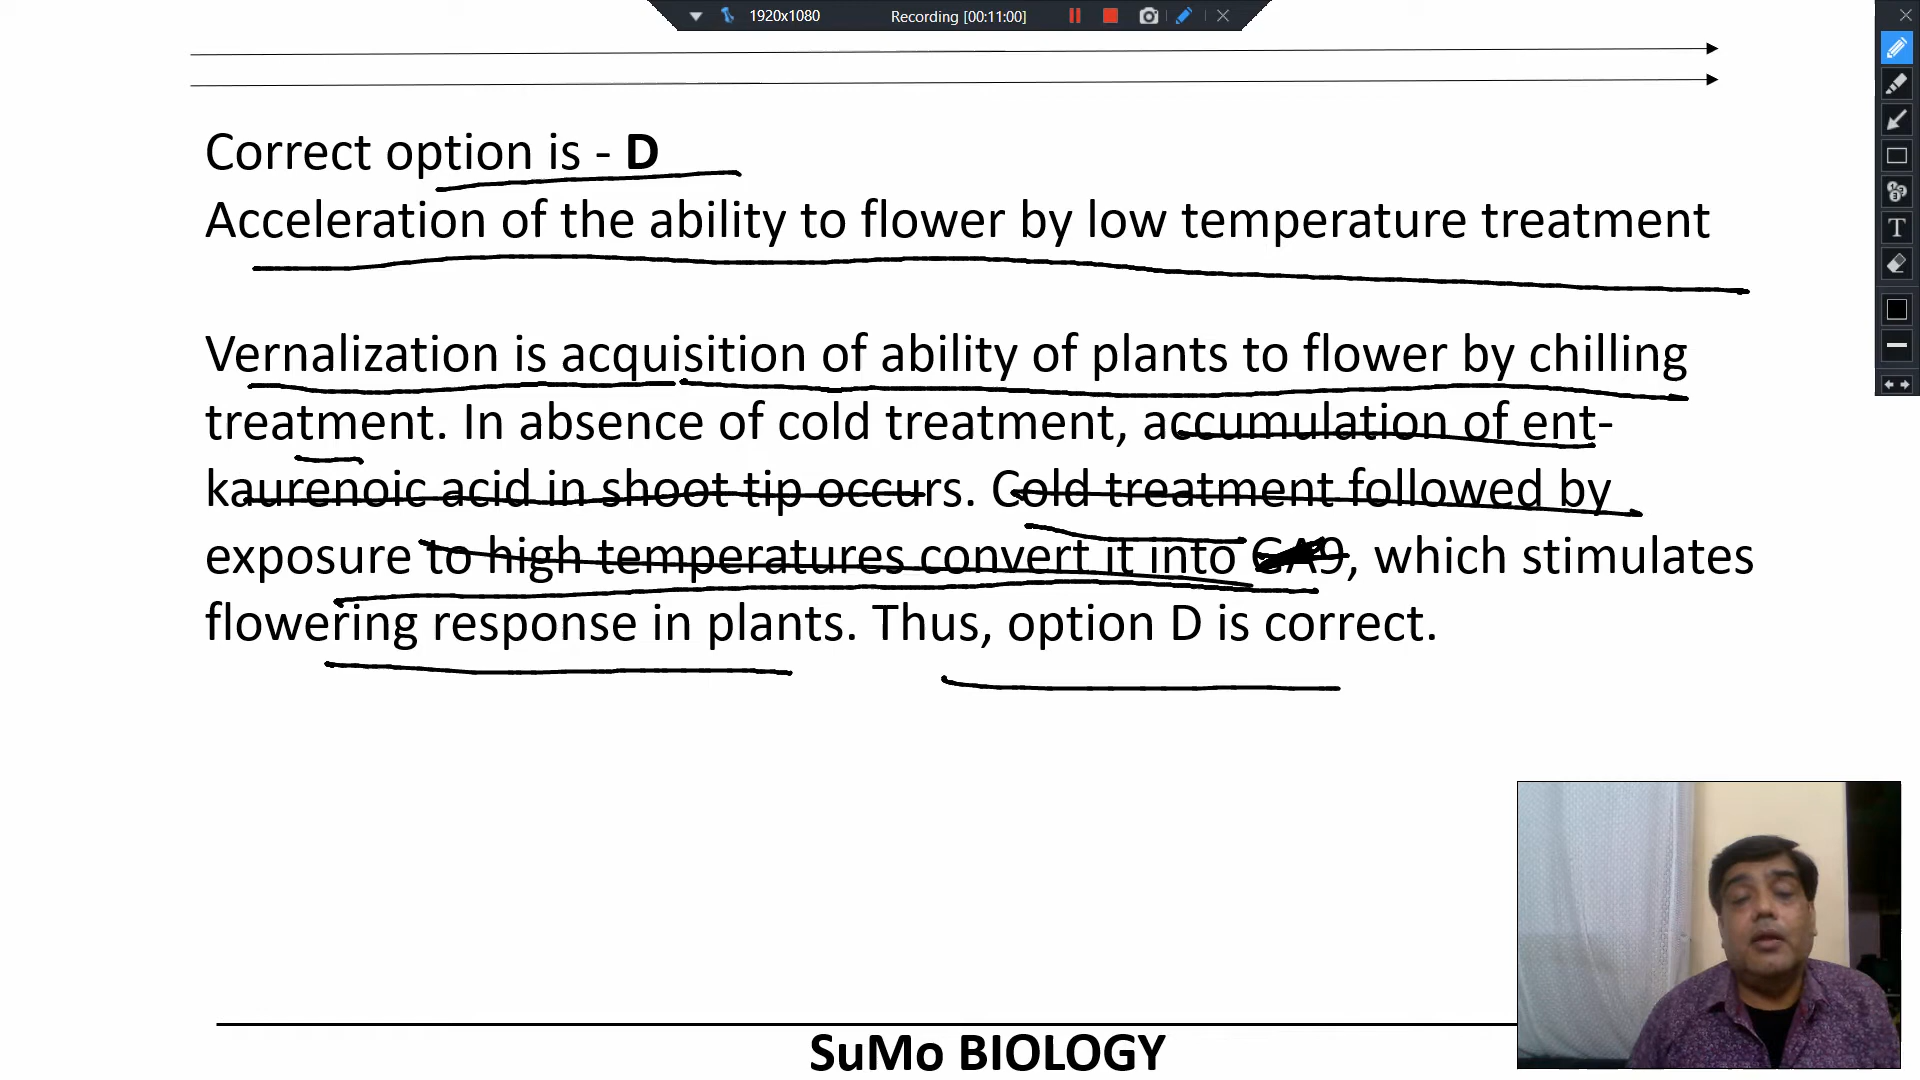 1920x1080 Recording [00:11:00]
Correct option is - D
Acceleration of the ability to flower by low temperature treatment
Vernalization is acquisition of ability of plants to flower by chilling
treatment. In absence of cold treatment, accumulation of ent-
kaurenoic acid in shoot tip occurs. Cold treatment followed by
exposure to high temperatures convert it into GA9, which stimulates
flowering response in plants. Thus, option D is correct.
SuMo BIOLOGY